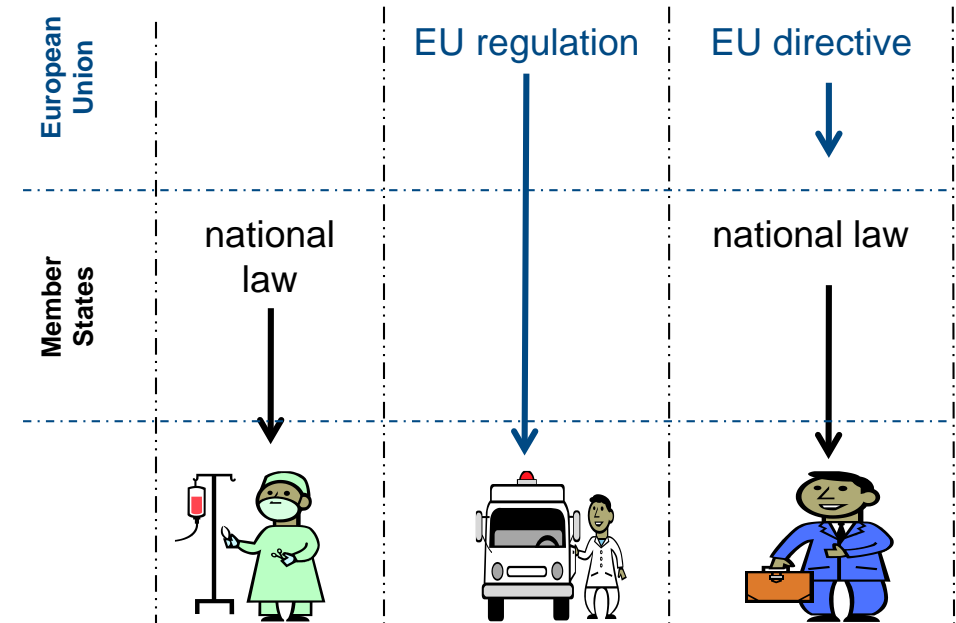 European
Union
EU regulation
EU directive
Member
States
national
law
national law